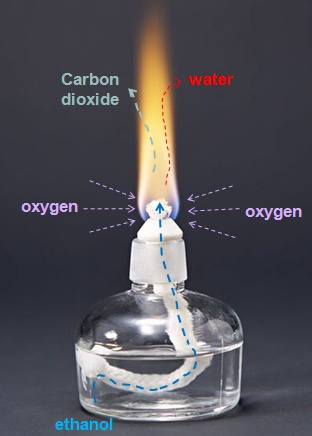 Carbon
dioxide
water
oxygen
oxygen
ethanol